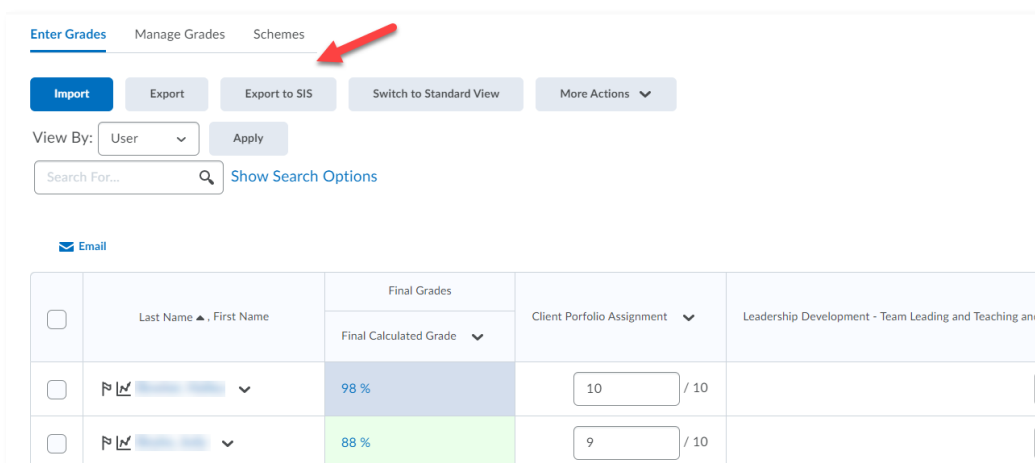 Enter Grades Manage Grades Schemes
Import Export Export to SIS Switch to Standard View More Actions
View By: User Apply
Search For... Show Search Options
Email
Final Grades
Last Name , First Name Client Porfolio Assignment Leadership Development - Team Leading and Teaching and
Final Calculated Grade
98 % 10 / 10
88 % 9 / 10